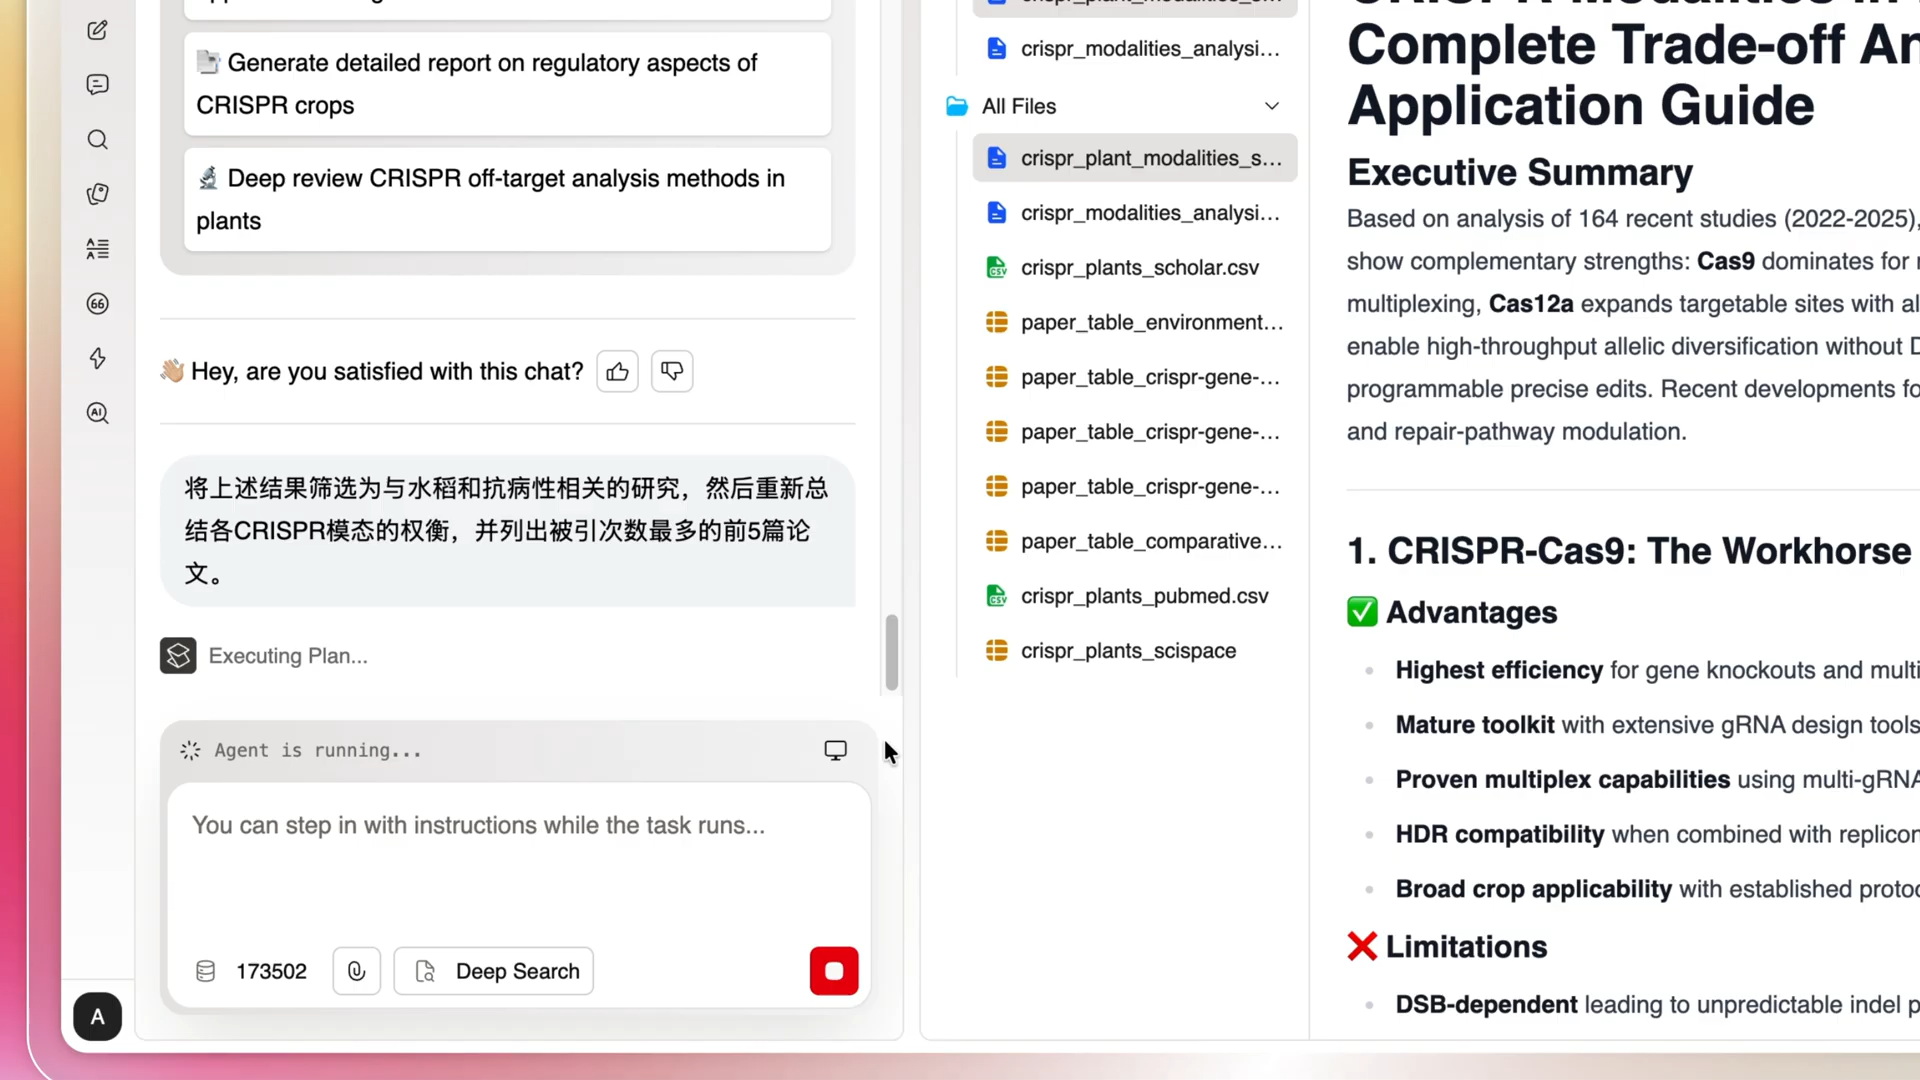 Generate detailed report on regulatory aspects of
CRISPR crops
Deep review CRISPR off-target analysis methods in
plants
Hey, are you satisfied with this chat?
将上述结果筛选为与水稻和抗病性相关的研究，然后重新总
结各CRISPR模态的权衡，并列出被引次数最多的前5篇论
文。
Executing Plan...
Agent is running...
You can step in with instructions while the task runs...
173502
Deep Search
A
crispr_modalities_analysi...
All Files
crispr_plant_modalities_s...
crispr_modalities_analysi...
crispr_plants_scholar.csv
paper_table_environment...
paper_table_crispr-gene-...
paper_table_crispr-gene-...
paper_table_crispr-gene-...
paper_table_comparative...
crispr_plants_pubmed.csv
crispr_plants_scispace
Complete Trade-off An
Application Guide
Executive Summary
Based on analysis of 164 recent studies (2022-2025),
show complementary strengths: Cas9 dominates for
multiplexing, Cas12a expands targetable sites with al
enable high-throughput allelic diversification without
programmable precise edits. Recent developments fo
and repair-pathway modulation.
1. CRISPR-Cas9: The Workhorse
✅ Advantages
Highest efficiency for gene knockouts and multi
Mature toolkit with extensive gRNA design tools
Proven multiplex capabilities using multi-gRNA
HDR compatibility when combined with replicon
Broad crop applicability with established protoc
❌ Limitations
DSB-dependent leading to unpredictable indel p